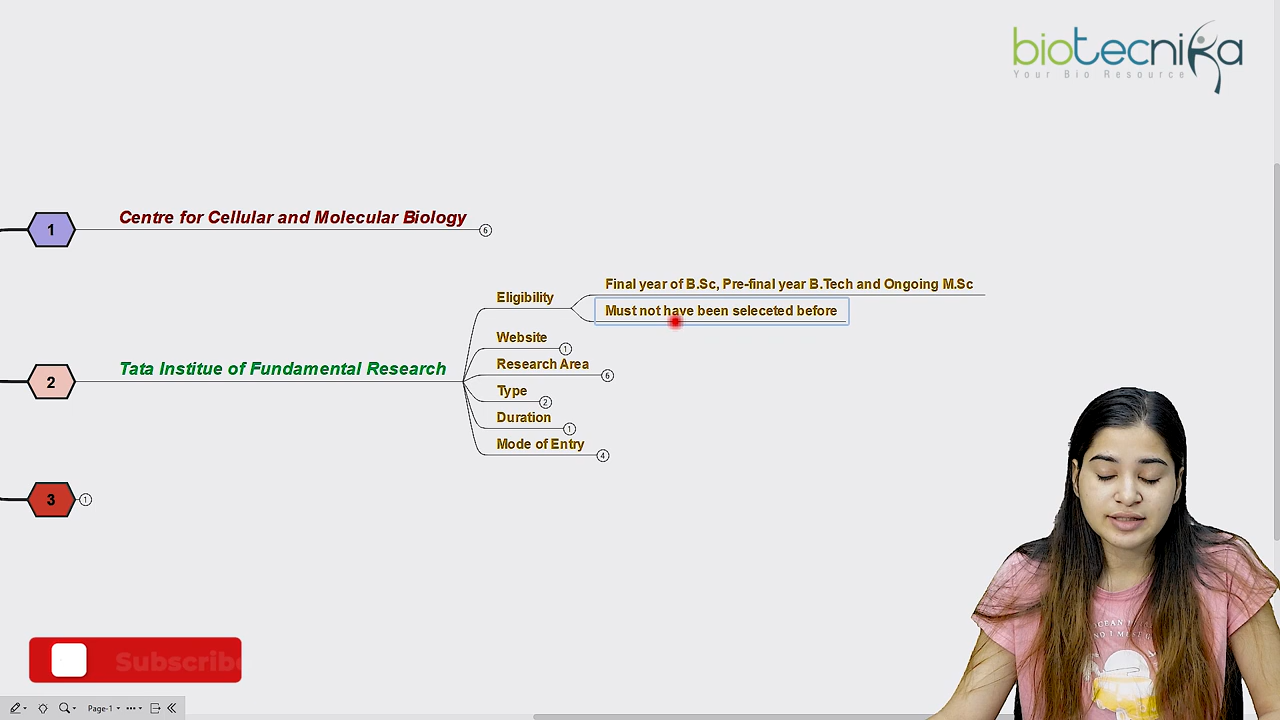 biotecnika
Your Bio Resource
1
Centre for Cellular and Molecular Biology
6
Final year of B.Sc, Pre-final year B.Tech and Ongoing M.Sc
Eligibility
Must not have been seleceted before
Website
1
Research Area
6
2
Tata Institue of Fundamental Research
Type
2
Duration
1
Mode of Entry
4
3
1
Subscribe
Page-1